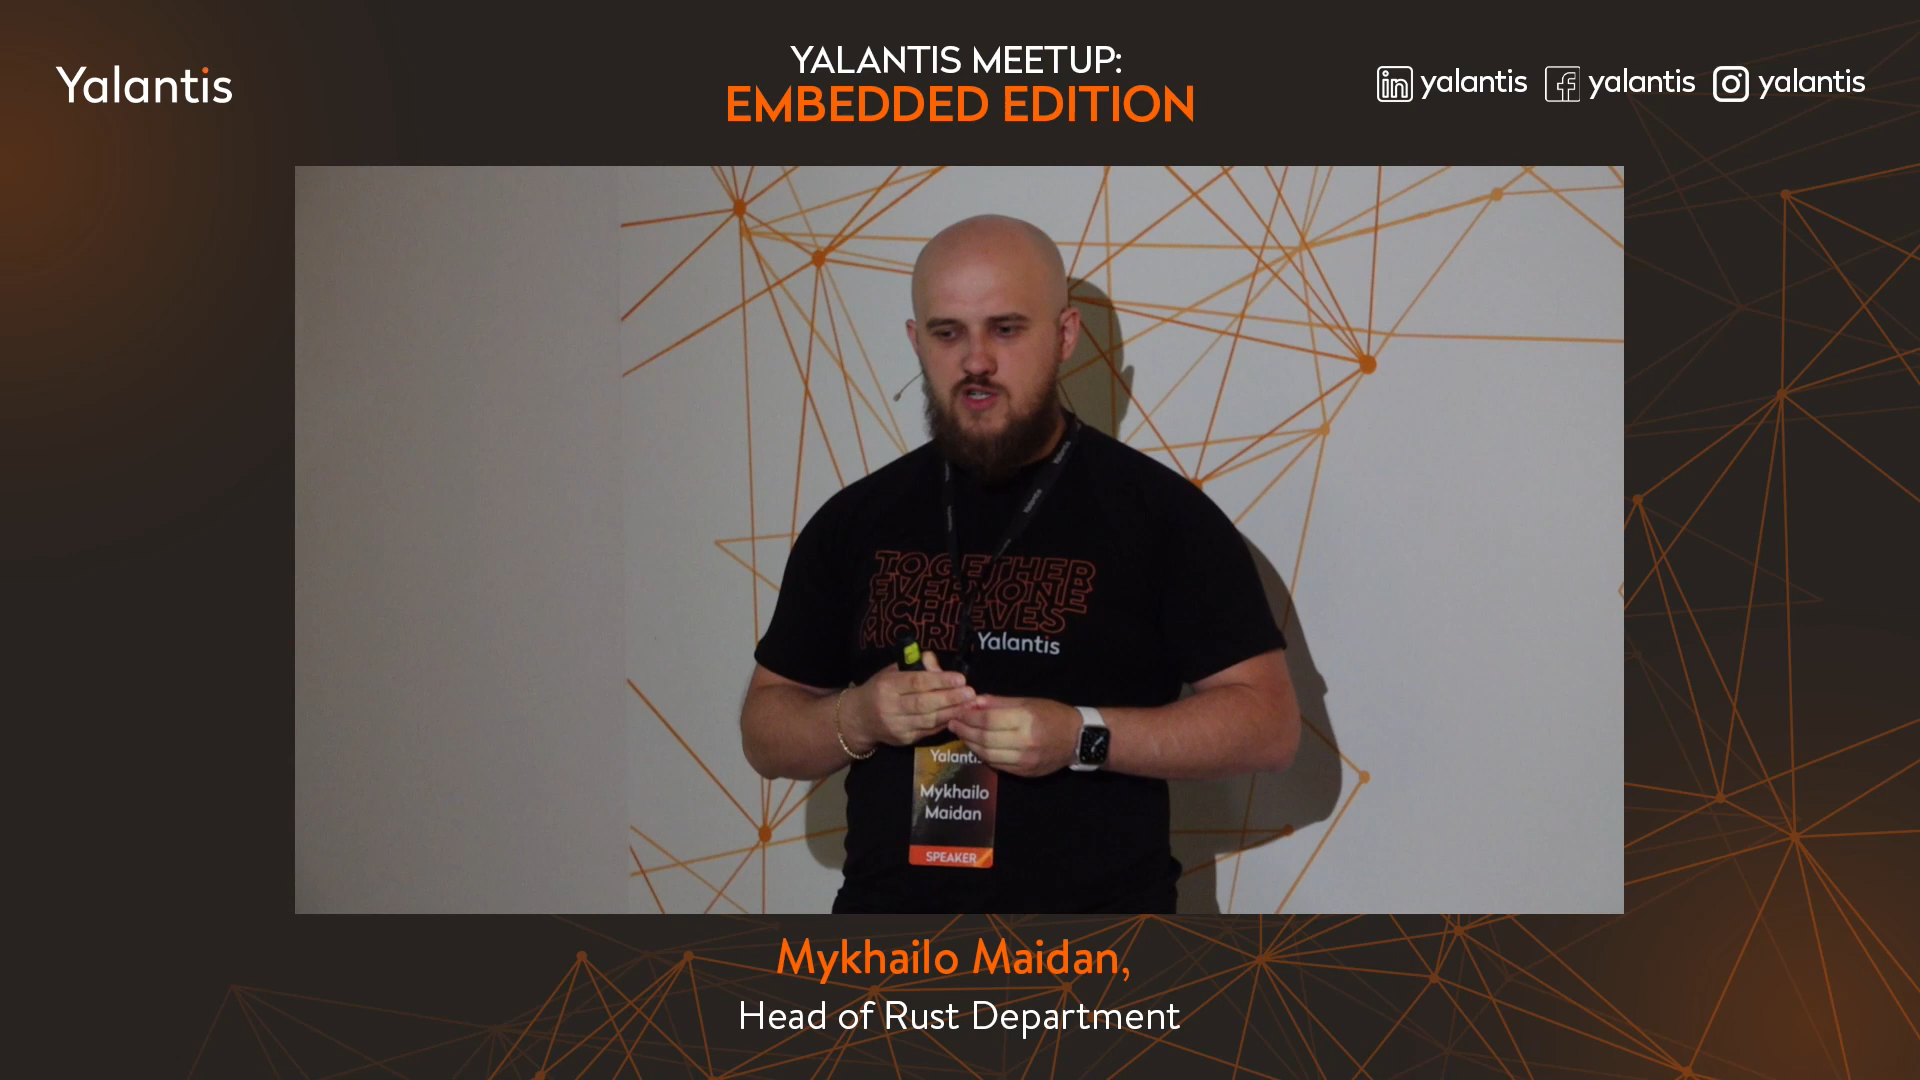 Yalantis
YALANTIS MEETUP:
EMBEDDED EDITION
yalantis
yalantis
yalantis
TOGETHER
EVERYONE
ACHIEVES
MORE
Yalantis
Mykhailo
Maidan
SPEAKER
Mykhailo Maidan,
Head of Rust Department